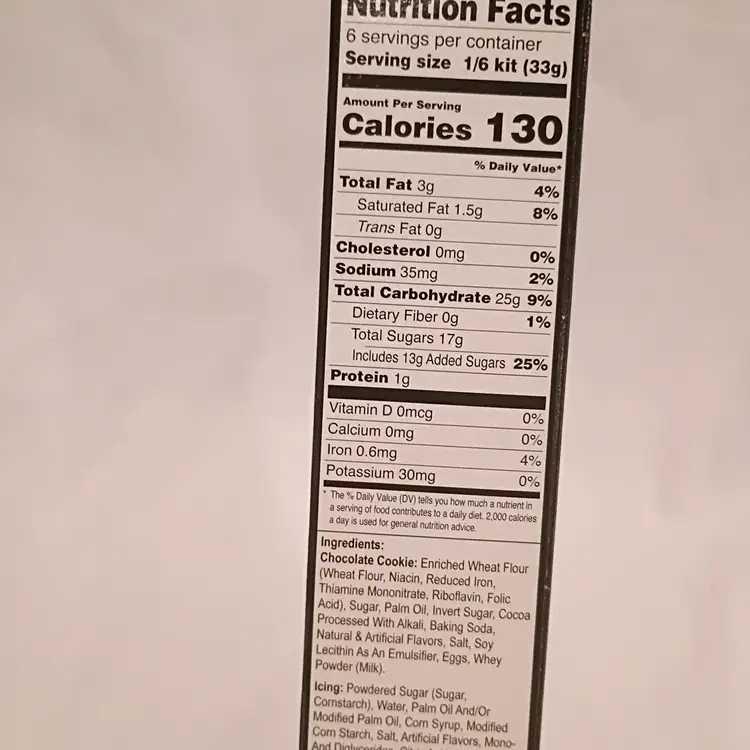 Nutrition Facts
6 servings per container
Serving size 1/6 kit (33g)
Amount Per Serving
Calories 130
% Daily Value*
Total Fat 3g 4%
Saturated Fat 1.5g 8%
Trans Fat 0g
Cholesterol 0mg 0%
Sodium 35mg 2%
Total Carbohydrate 25g 9%
Dietary Fiber 0g 1%
Total Sugars 17g
Includes 13g Added Sugars 25%
Protein 1g
Vitamin D 0mcg 0%
Calcium 0mg 0%
Iron 0.6mg 4%
Potassium 30mg 0%
* The % Daily Value (DV) tells you how much a nutrient in
a serving of food contributes to a daily diet. 2,000 calories
a day is used for general nutrition advice.
Ingredients:
Chocolate Cookie: Enriched Wheat Flour
(Wheat Flour, Niacin, Reduced Iron,
Thiamine Mononitrate, Riboflavin, Folic
Acid), Sugar, Palm Oil, Invert Sugar, Cocoa
Processed With Alkali, Baking Soda,
Natural & Artificial Flavors, Salt, Soy
Lecithin As An Emulsifier, Eggs, Whey
Powder (Milk).
Icing: Powdered Sugar (Sugar,
Cornstarch), Water, Palm Oil And/Or
Modified Palm Oil, Corn Syrup, Modified
Corn Starch, Salt, Artificial Flavors, Mono-
And Diglycerides,